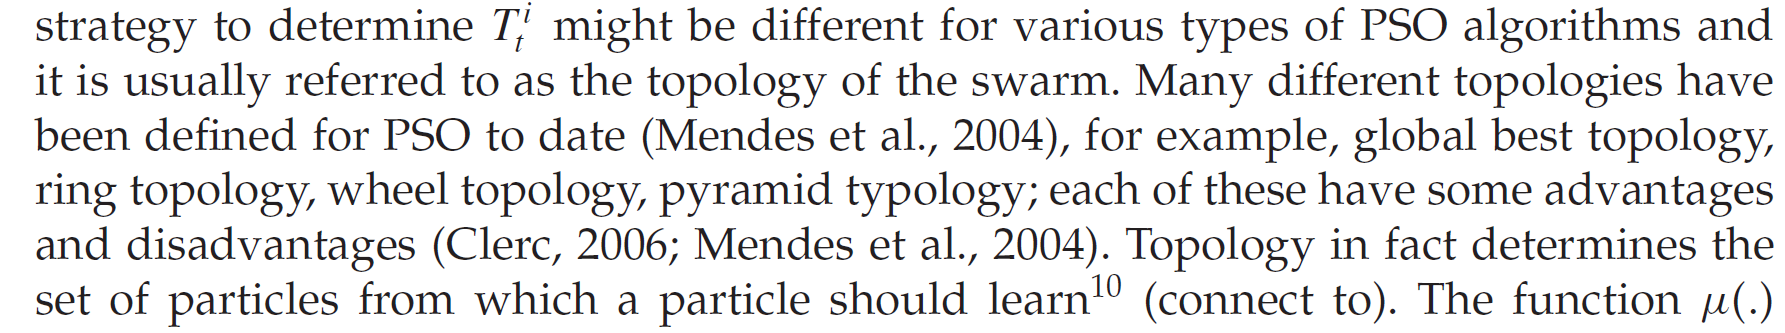 strategy to determine $T_t^i$ might be different for various types of PSO algorithms and
it is usually referred to as the topology of the swarm. Many different topologies have
been defined for PSO to date (Mendes et al., 2004), for example, global best topology,
ring topology, wheel topology, pyramid typology; each of these have some advantages
and disadvantages (Clerc, 2006; Mendes et al., 2004). Topology in fact determines the
set of particles from which a particle should learn¹⁰ (connect to). The function μ(.)